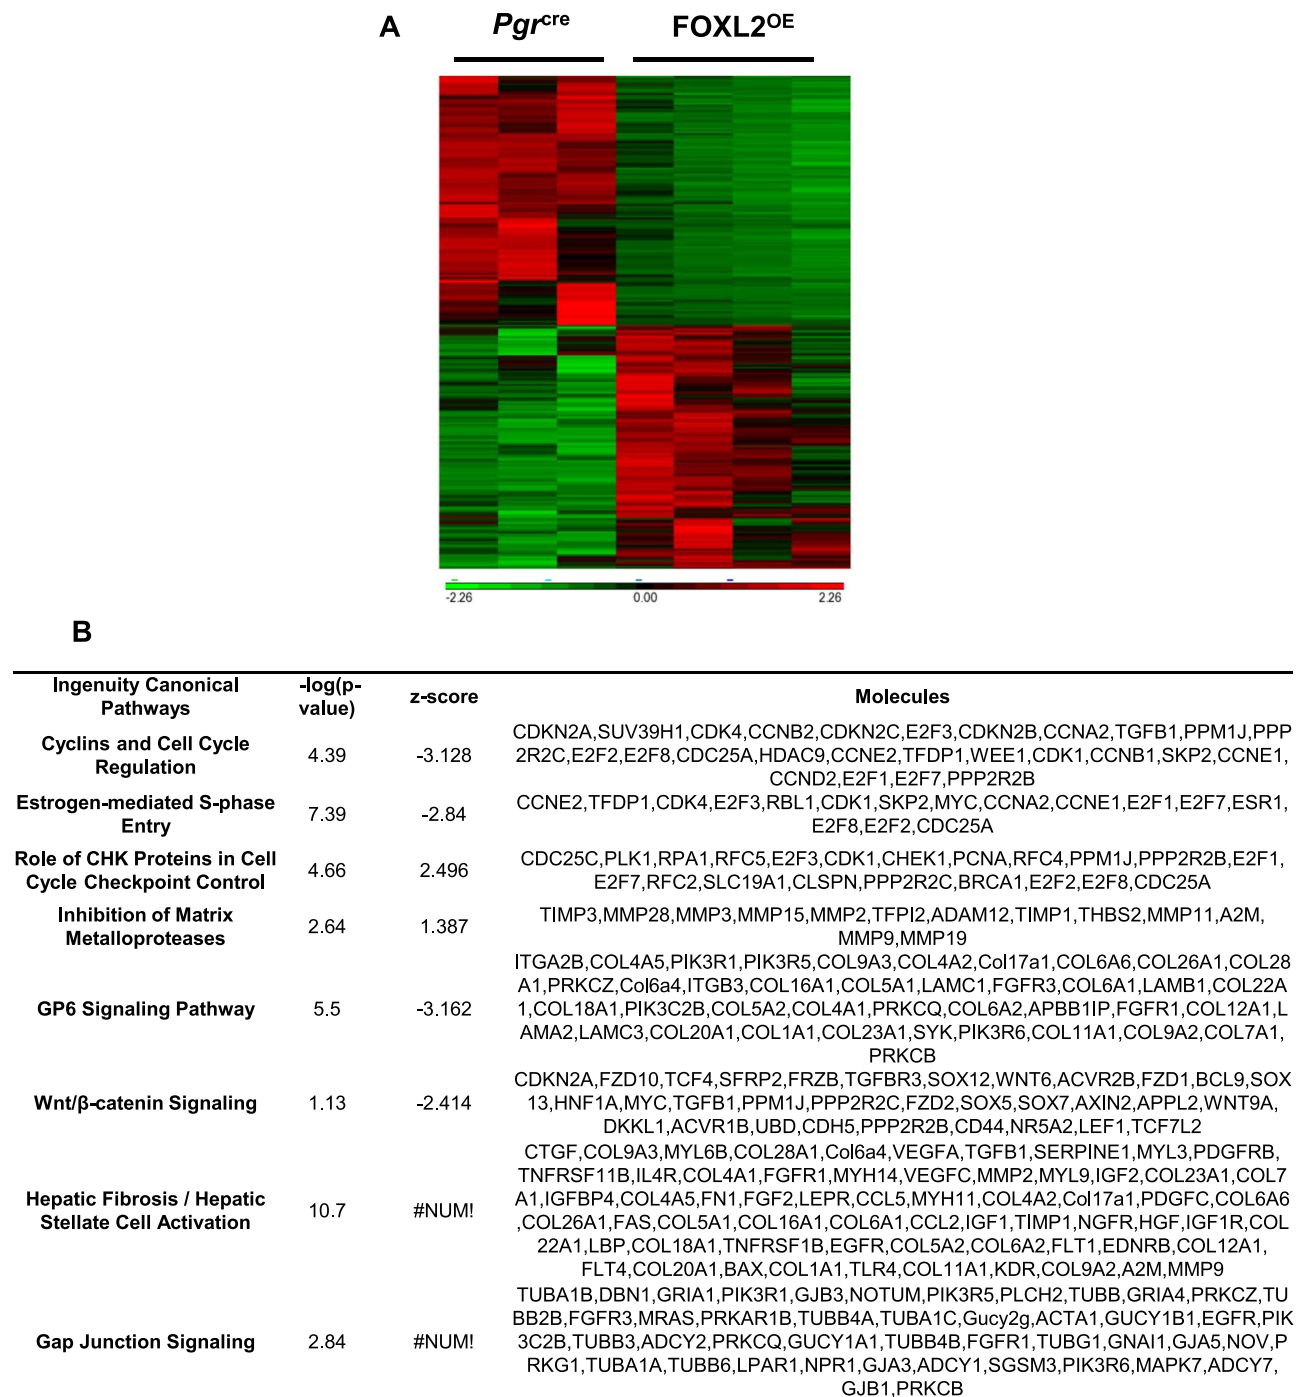 A
Pgrcre
FOXL2OE
-2.26
0.00
2.26
B
Ingenuity Canonical
Pathways
-log(p-
value)
z-score
Molecules
Cyclins and Cell Cycle
Regulation
4.39
-3.128
CDKN2A,SUV39H1,CDK4,CCNB2,CDKN2C,E2F3,CDKN2B,CCNA2,TGFB1,PPM1J,PPP
2R2C,E2F2,E2F8,CDC25A,HDAC9,CCNE2,TFDP1,WEE1,CDK1,CCNB1,SKP2,CCNE1,
CCND2,E2F1,E2F7,PPP2R2B
Estrogen-mediated S-phase
Entry
7.39
-2.84
CCNE2,TFDP1,CDK4,E2F3,RBL1,CDK1,SKP2,MYC,CCNA2,CCNE1,E2F1,E2F7,ESR1,
E2F8,E2F2,CDC25A
Role of CHK Proteins in Cell
Cycle Checkpoint Control
4.66
2.496
CDC25C,PLK1,RPA1,RFC5,E2F3,CDK1,CHEK1,PCNA,RFC4,PPM1J,PPP2R2B,E2F1,
E2F7,RFC2,SLC19A1,CLSPN,PPP2R2C,BRCA1,E2F2,E2F8,CDC25A
Inhibition of Matrix
Metalloproteases
2.64
1.387
TIMP3,MMP28,MMP3,MMP15,MMP2,TFPI2,ADAM12,TIMP1,THBS2,MMP11,A2M,
MMP9,MMP19
GP6 Signaling Pathway
5.5
-3.162
ITGA2B,COL4A5,PIK3R1,PIK3R5,COL9A3,COL4A2,Col17a1,COL6A6,COL26A1,COL28
A1,PRKCZ,Col6a4,ITGB3,COL16A1,COL5A1,LAMC1,FGFR3,COL6A1,LAMB1,COL22A
1,COL18A1,PIK3C2B,COL5A2,COL4A1,PRKCQ,COL6A2,APBB1IP,FGFR1,COL12A1,L
AMA2,LAMC3,COL20A1,COL1A1,COL23A1,SYK,PIK3R6,COL11A1,COL9A2,COL7A1,
PRKCB
Wnt/β-catenin Signaling
1.13
-2.414
CDKN2A,FZD10,TCF4,SFRP2,FRZB,TGFBR3,SOX12,WNT6,ACVR2B,FZD1,BCL9,SOX
13,HNF1A,MYC,TGFB1,PPM1J,PPP2R2C,FZD2,SOX5,SOX7,AXIN2,APPL2,WNT9A,
DKKL1,ACVR1B,UBD,CDH5,PPP2R2B,CD44,NR5A2,LEF1,TCF7L2
Hepatic Fibrosis / Hepatic
Stellate Cell Activation
10.7
#NUM!
CTGF,COL9A3,MYL6B,COL28A1,Col6a4,VEGFA,TGFB1,SERPINE1,MYL3,PDGFRB,
TNFRSF11B,IL4R,COL4A1,FGFR1,MYH14,VEGFC,MMP2,MYL9,IGF2,COL23A1,COL7
A1,IGFBP4,COL4A5,FN1,FGF2,LEPR,CCL5,MYH11,COL4A2,Col17a1,PDGFC,COL6A6
,COL26A1,FAS,COL5A1,COL16A1,COL6A1,CCL2,IGF1,TIMP1,NGFR,HGF,IGF1R,COL
22A1,LBP,COL18A1,TNFRSF1B,EGFR,COL5A2,COL6A2,FLT1,EDNRB,COL12A1,
FLT4,COL20A1,BAX,COL1A1,TLR4,COL11A1,KDR,COL9A2,A2M,MMP9
Gap Junction Signaling
2.84
#NUM!
TUBA1B,DBN1,GRIA1,PIK3R1,GJB3,NOTUM,PIK3R5,PLCH2,TUBB,GRIA4,PRKCZ,TU
BB2B,FGFR3,MRAS,PRKAR1B,TUBB4A,TUBA1C,Gucy2g,ACTA1,GUCY1B1,EGFR,PIK
3C2B,TUBB3,ADCY2,PRKCQ,GUCY1A1,TUBB4B,FGFR1,TUBG1,GNAI1,GJA5,NOV,P
RKG1,TUBA1A,TUBB6,LPAR1,NPR1,GJA3,ADCY1,SGSM3,PIK3R6,MAPK7,ADCY7,
GJB1,PRKCB